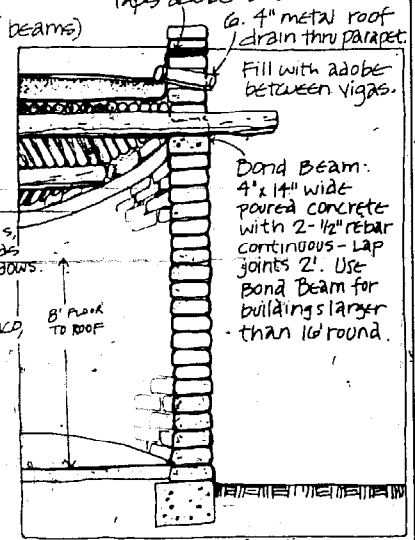 beams)
6. 4" metal roof
drain thru parapet.
Fill with adobe
between vigas.
Bond Beam:
4" x 14" wide
poured concrete
with 2-1/2" rebar
continuous - Lap
joints 2'. Use
Bond Beam for
buildings larger
than 16' round.
8' FLOOR
TO ROOF